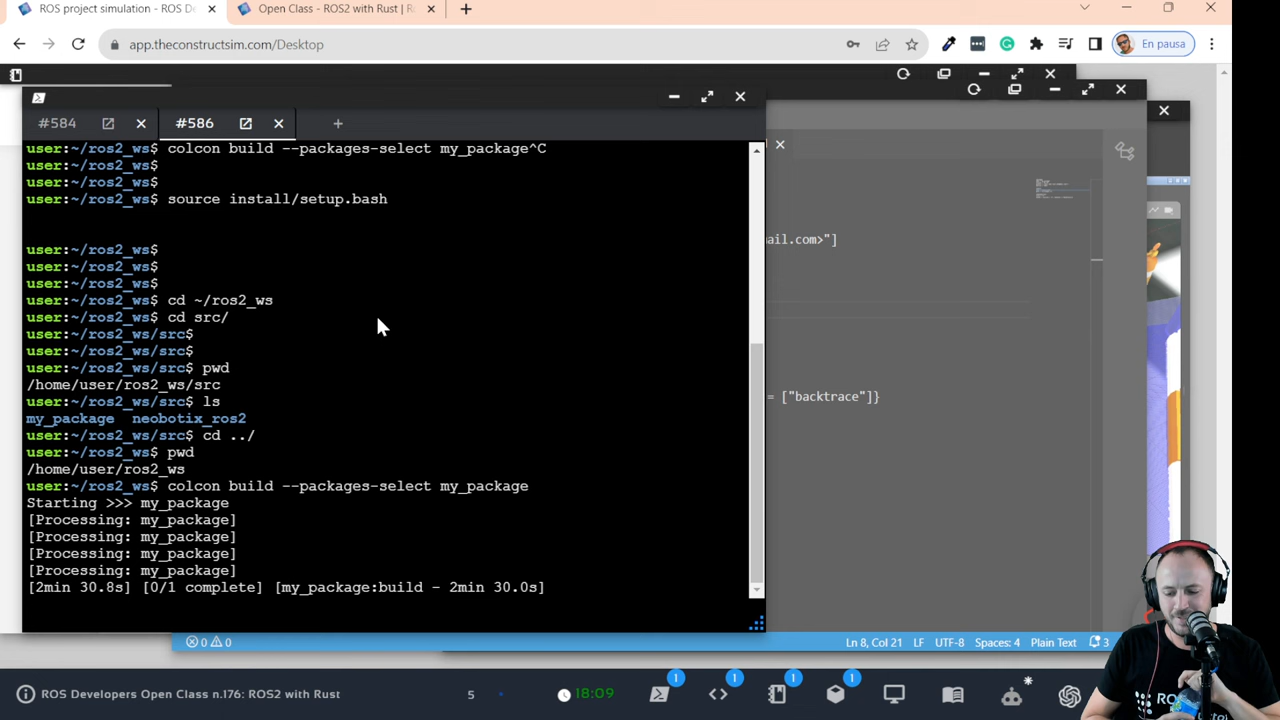 ROS project simulation - ROS De
Open Class - ROS2 with Rust | R
app.theconstructsim.com/Desktop
En pausa
#584
#586
user:~/ros2_ws$ colcon build --packages-select my_package^C
user:~/ros2_ws$
user:~/ros2_ws$
user:~/ros2_ws$ source install/setup.bash
user:~/ros2_ws$
user:~/ros2_ws$
user:~/ros2_ws$
user:~/ros2_ws$ cd ~/ros2_ws
user:~/ros2_ws$ cd src/
user:~/ros2_ws/src$
user:~/ros2_ws/src$
user:~/ros2_ws/src$ pwd
/home/user/ros2_ws/src
user:~/ros2_ws/src$ ls
my_package  neobotix_ros2
user:~/ros2_ws/src$ cd ../
user:~/ros2_ws$ pwd
/home/user/ros2_ws
user:~/ros2_ws$ colcon build --packages-select my_package
Starting >>> my_package
[Processing: my_package]
[Processing: my_package]
[Processing: my_package]
[Processing: my_package]
[2min 30.8s] [0/1 complete] [my_package:build - 2min 30.0s]
ail.com>"]
= ["backtrace"]}
0 0
Ln 8, Col 21 LF UTF-8 Spaces: 4 Plain Text 3
ROS Developers Open Class n.176: ROS2 with Rust
5
18:09
1
1
1
1
ROS